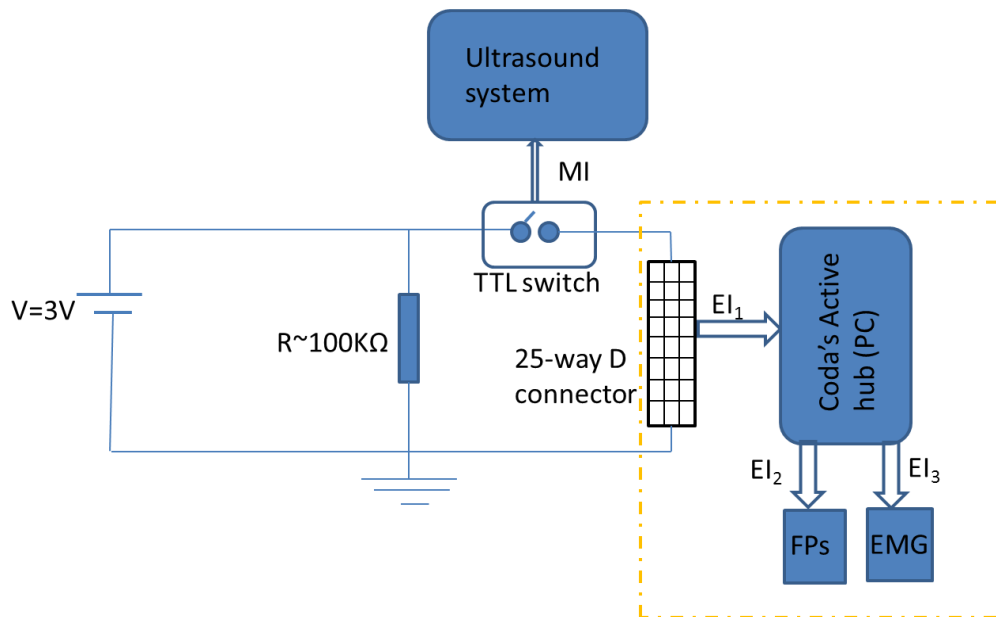 Ultrasound
system
MI
TTL switch
V=3V
R~100KΩ
25-way D
connector
EI₁
Coda's Active
hub (PC)
EI₂
EI₃
FPs
EMG